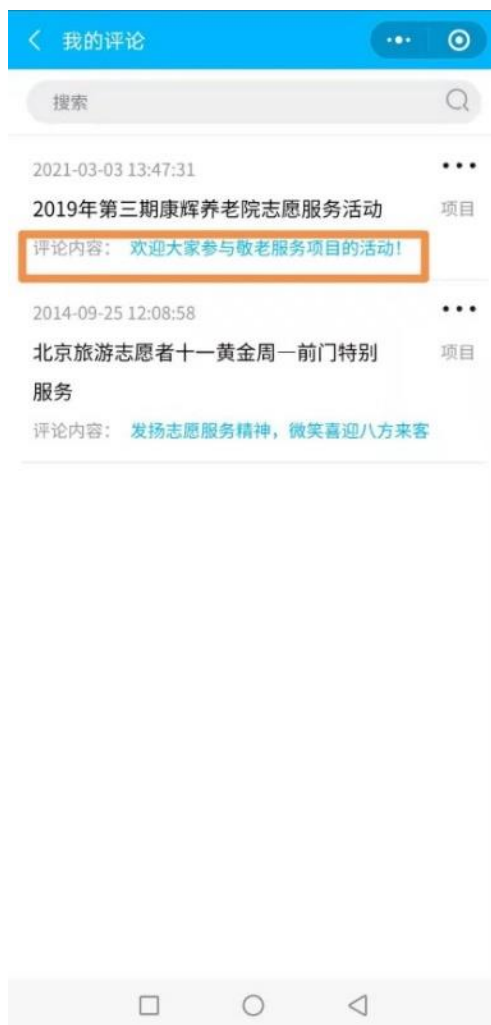 我的评论
搜索
2021-03-03 13:47:31
2019年第三期康辉养老院志愿服务活动 项目
评论内容： 欢迎大家参与敬老服务项目的活动！
2014-09-25 12:08:58
北京旅游志愿者十一黄金周—前门特别 项目
服务
评论内容： 发扬志愿服务精神，微笑喜迎八方来客